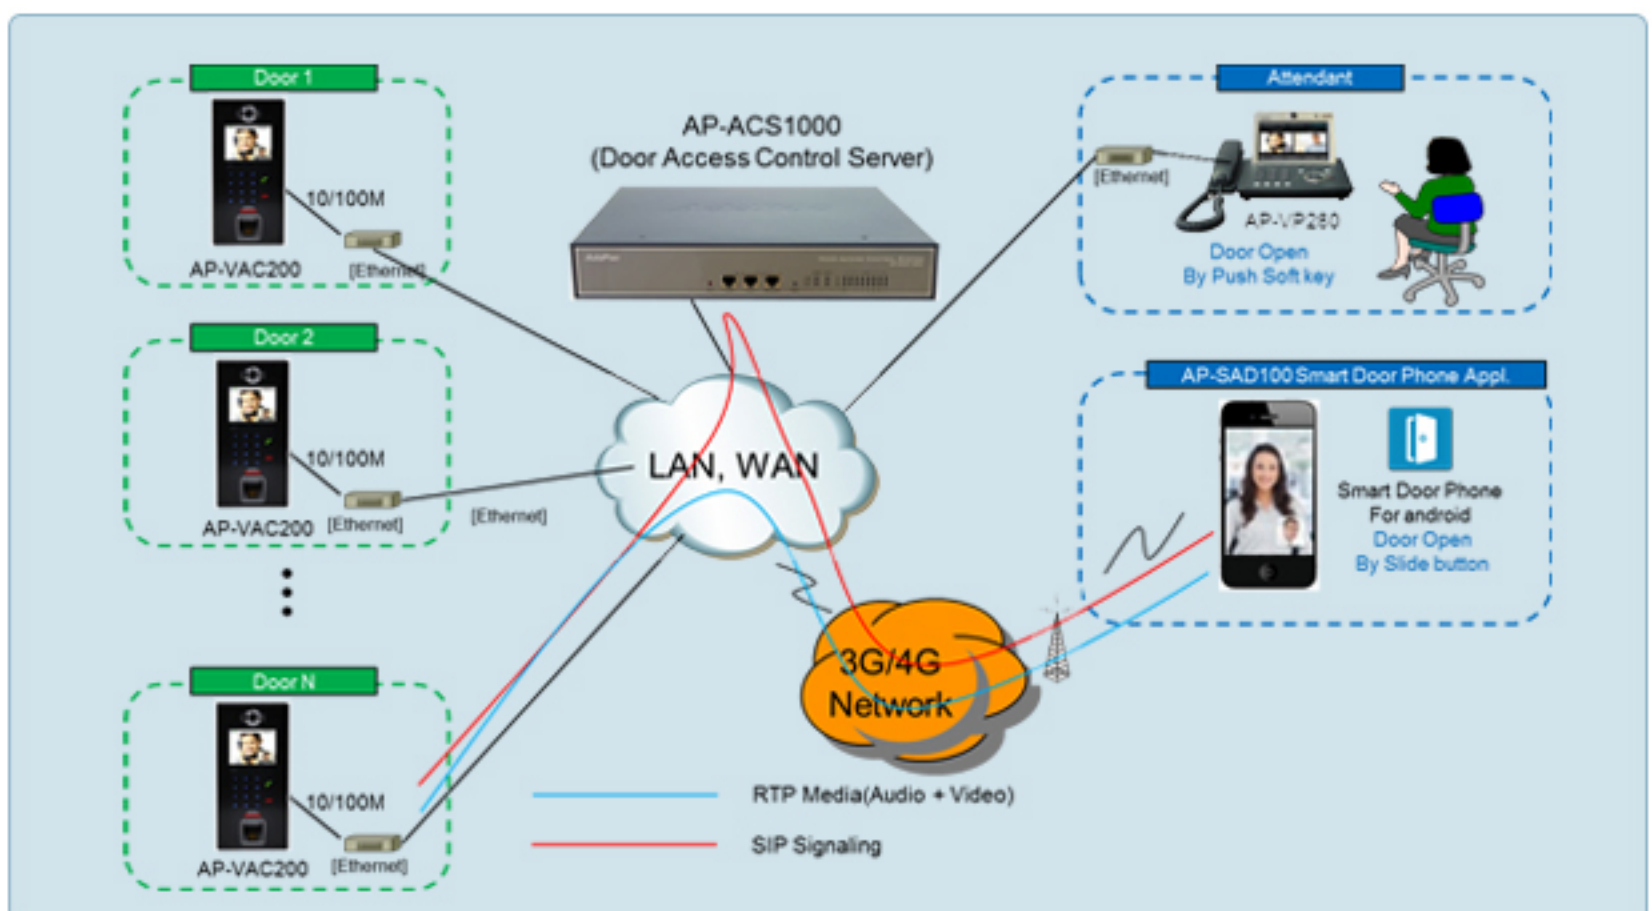 Door 1
10/100M
AP-VAC200
[Ethernet]
Door 2
10/100M
AP-VAC200
[Ethernet]
[Ethernet]
Door N
10/100M
AP-VAC200
[Ethernet]
AP-ACS1000
(Door Access Control Server)
LAN, WAN
3G/4G
Network
RTP Media(Audio + Video)
SIP Signaling
Attendant
[Ethernet]
AP-VP280
Door Open
By Push Soft key
AP-SAD100 Smart Door Phone Appl.
Smart Door Phone
For android
Door Open
By Slide button